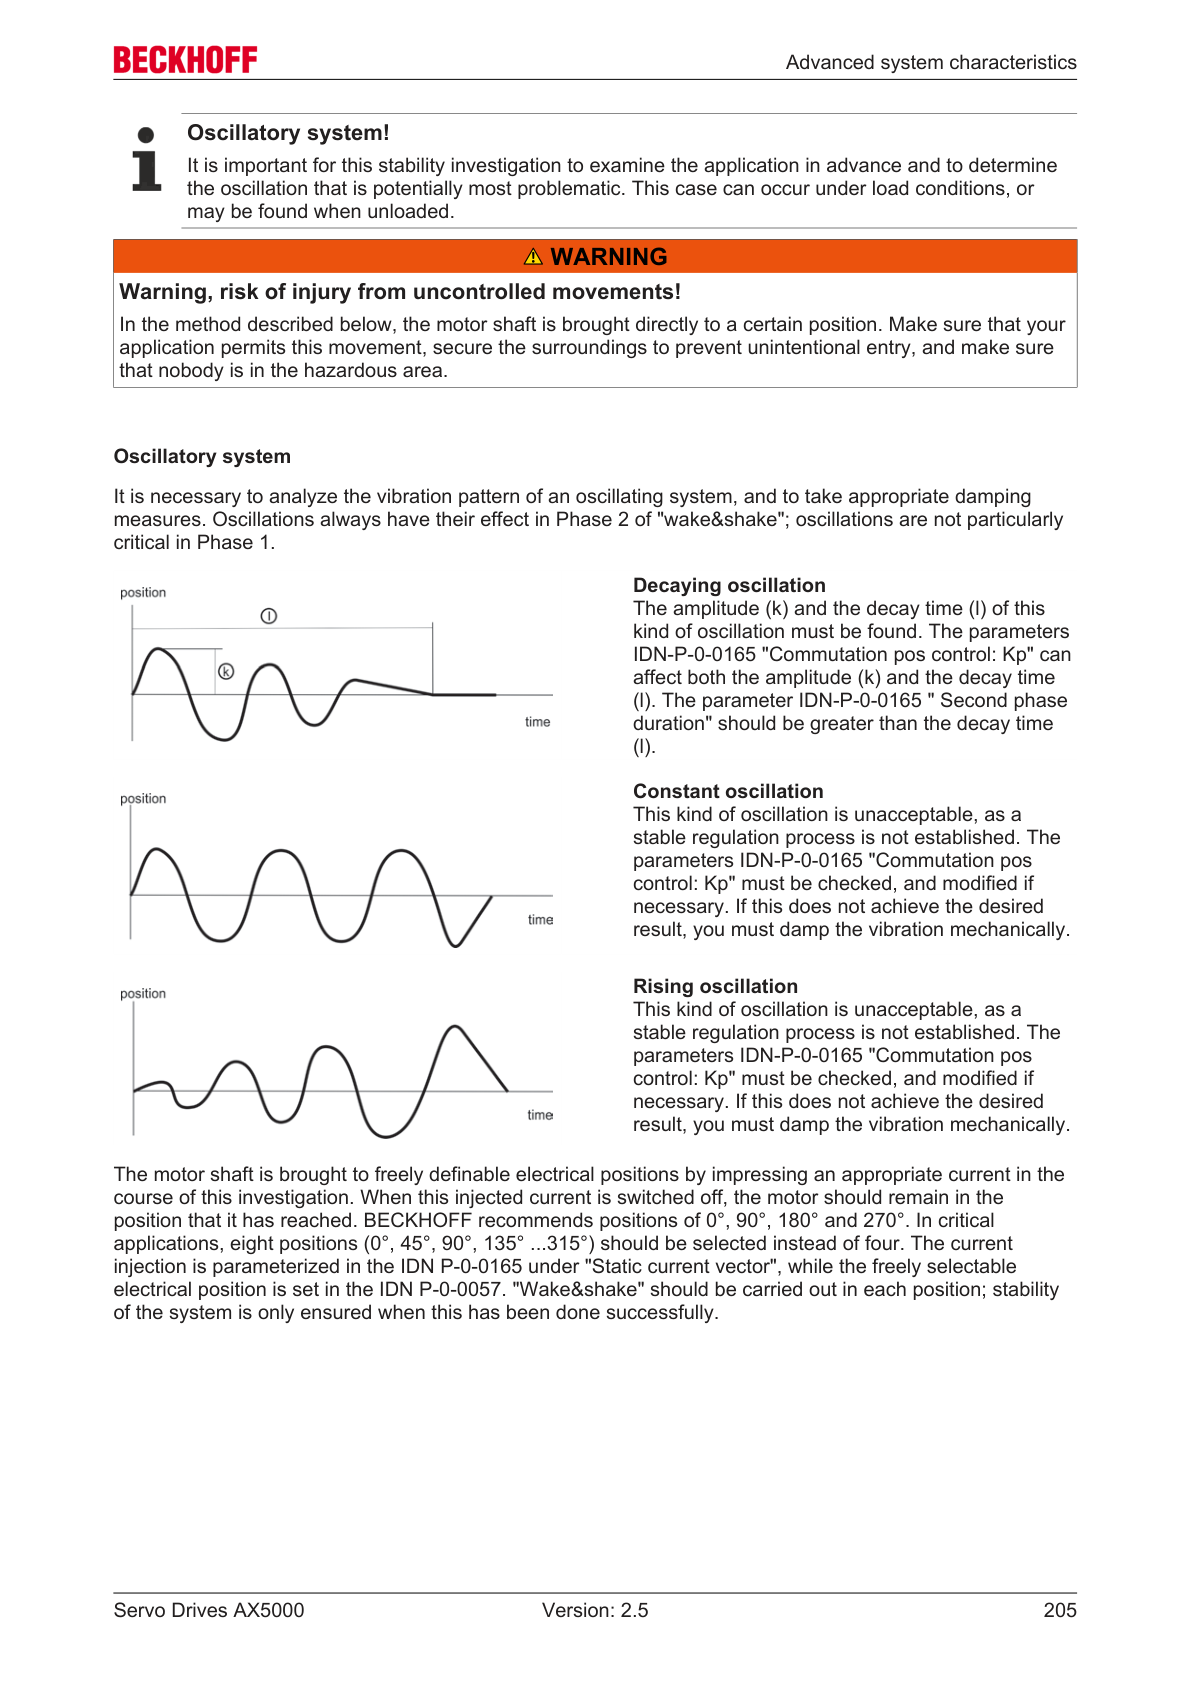 BECKHOFF
Advanced system characteristics
Oscillatory system!
It is important for this stability investigation to examine the application in advance and to determine
the oscillation that is potentially most problematic. This case can occur under load conditions, or
may be found when unloaded.
WARNING
Warning, risk of injury from uncontrolled movements!
In the method described below, the motor shaft is brought directly to a certain position. Make sure that your
application permits this movement, secure the surroundings to prevent unintentional entry, and make sure
that nobody is in the hazardous area.
Oscillatory system
It is necessary to analyze the vibration pattern of an oscillating system, and to take appropriate damping
measures. Oscillations always have their effect in Phase 2 of "wake&shake"; oscillations are not particularly
critical in Phase 1.
position
l
k
time
Decaying oscillation
The amplitude (k) and the decay time (l) of this
kind of oscillation must be found. The parameters
IDN-P-0-0165 "Commutation pos control: Kp" can
affect both the amplitude (k) and the decay time
(l). The parameter IDN-P-0-0165 " Second phase
duration" should be greater than the decay time
(l).
position
time
Constant oscillation
This kind of oscillation is unacceptable, as a
stable regulation process is not established. The
parameters IDN-P-0-0165 "Commutation pos
control: Kp" must be checked, and modified if
necessary. If this does not achieve the desired
result, you must damp the vibration mechanically.
position
time
Rising oscillation
This kind of oscillation is unacceptable, as a
stable regulation process is not established. The
parameters IDN-P-0-0165 "Commutation pos
control: Kp" must be checked, and modified if
necessary. If this does not achieve the desired
result, you must damp the vibration mechanically.
The motor shaft is brought to freely definable electrical positions by impressing an appropriate current in the
course of this investigation. When this injected current is switched off, the motor should remain in the
position that it has reached. BECKHOFF recommends positions of 0°, 90°, 180° and 270°. In critical
applications, eight positions (0°, 45°, 90°, 135° ...315°) should be selected instead of four. The current
injection is parameterized in the IDN P-0-0165 under "Static current vector", while the freely selectable
electrical position is set in the IDN P-0-0057. "Wake&shake" should be carried out in each position; stability
of the system is only ensured when this has been done successfully.
Servo Drives AX5000
Version: 2.5
205